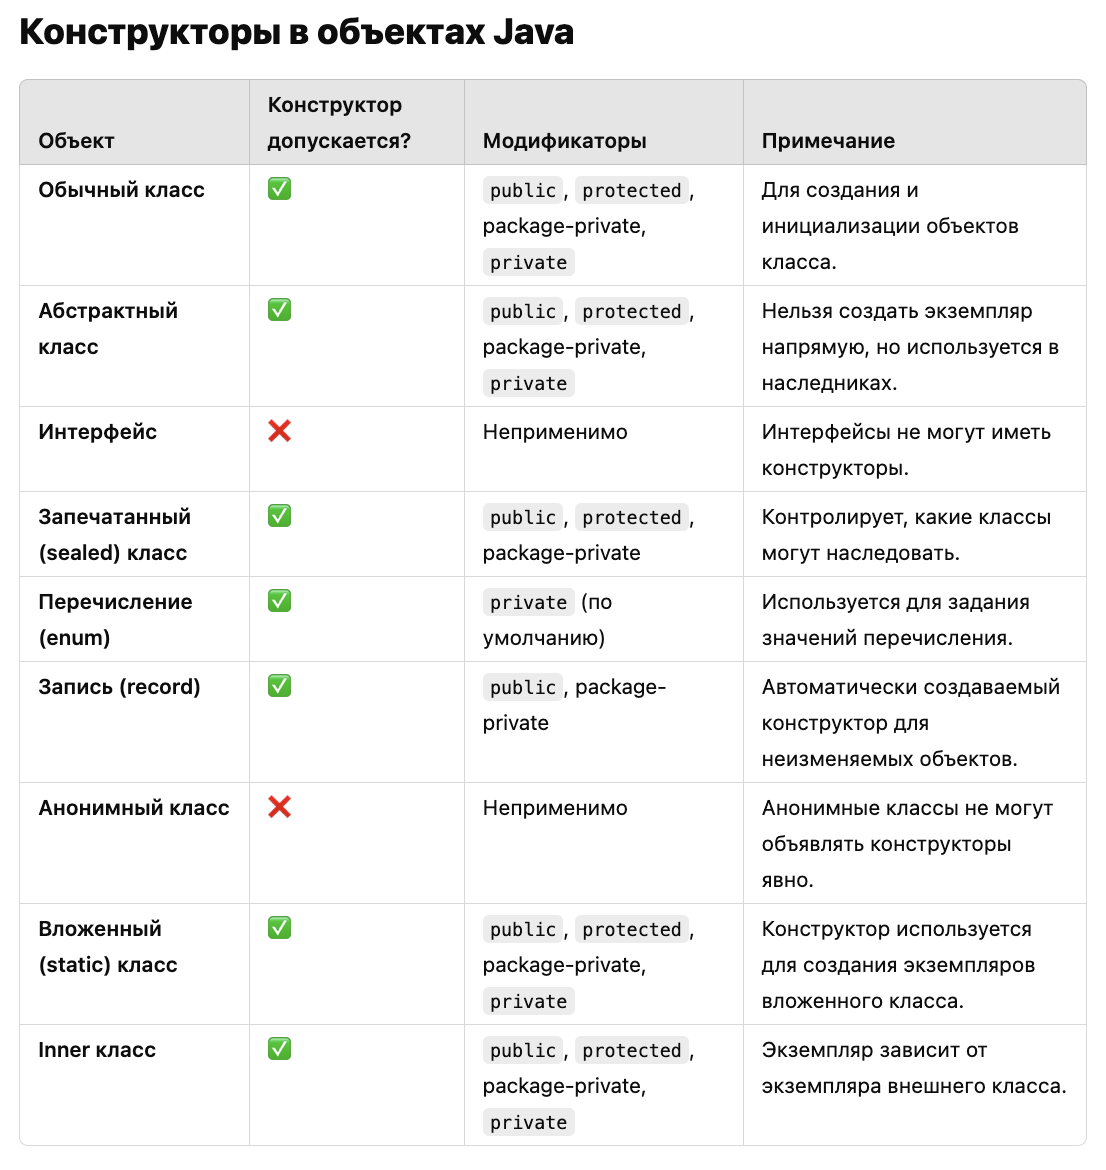 Конструкторы в объектах Java
Объект
Конструктор
допускается?
Модификаторы
Примечание
Обычный класс
✅
public, protected,
package-private,
private
Для создания и
инициализации объектов
класса.
Абстрактный
класс
✅
public, protected,
package-private,
private
Нельзя создать экземпляр
напрямую, но используется в
наследниках.
Интерфейс
❌
Неприменимо
Интерфейсы не могут иметь
конструкторы.
Запечатанный
(sealed) класс
✅
public, protected,
package-private
Контролирует, какие классы
могут наследовать.
Перечисление
(enum)
✅
private (по
умолчанию)
Используется для задания
значений перечисления.
Запись (record)
✅
public, package-
private
Автоматически создаваемый
конструктор для
неизменяемых объектов.
Анонимный класс
❌
Неприменимо
Анонимные классы не могут
объявлять конструкторы
явно.
Вложенный
(static) класс
✅
public, protected,
package-private,
private
Конструктор используется
для создания экземпляров
вложенного класса.
Inner класс
✅
public, protected,
package-private,
private
Экземпляр зависит от
экземпляра внешнего класса.